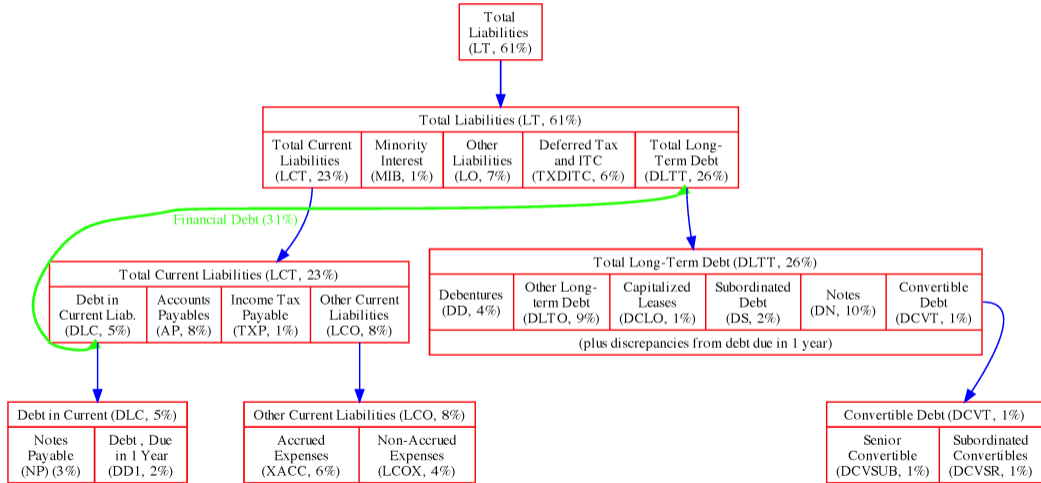 Total
Liabilities
(LT, 61%)
Total Liabilities (LT, 61%)
Total Current
Liabilities
(LCT, 23%)
Minority
Interest
(MIB, 1%)
Other
Liabilities
(LO, 7%)
Deferred Tax
and ITC
(TXDITC, 6%)
Total Long-
Term Debt
(DLTT, 26%)
Financial Debt (31%)
Total Current Liabilities (LCT, 23%)
Debt in
Current Liab.
(DLC, 5%)
Accounts
Payables
(AP, 8%)
Income Tax
Payable
(TXP, 1%)
Other Current
Liabilities
(LCO, 8%)
Total Long-Term Debt (DLTT, 26%)
Debentures
(DD, 4%)
Other Long-
term Debt
(DLTO, 9%)
Capitalized
Leases
(DCLO, 1%)
Subordinated
Debt
(DS, 2%)
Notes
(DN, 10%)
Convertible
Debt
(DCVT, 1%)
(plus discrepancies from debt due in 1 year)
Debt in Current (DLC, 5%)
Notes
Payable
(NP) (3%)
Debt , Due
in 1 Year
(DD1, 2%)
Other Current Liabilities (LCO, 8%)
Accrued
Expenses
(XACC, 6%)
Non-Accrued
Expenses
(LCOX, 4%)
Convertible Debt (DCVT, 1%)
Senior
Convertible
(DCVSUB, 1%)
Subordinated
Convertibles
(DCVSR, 1%)